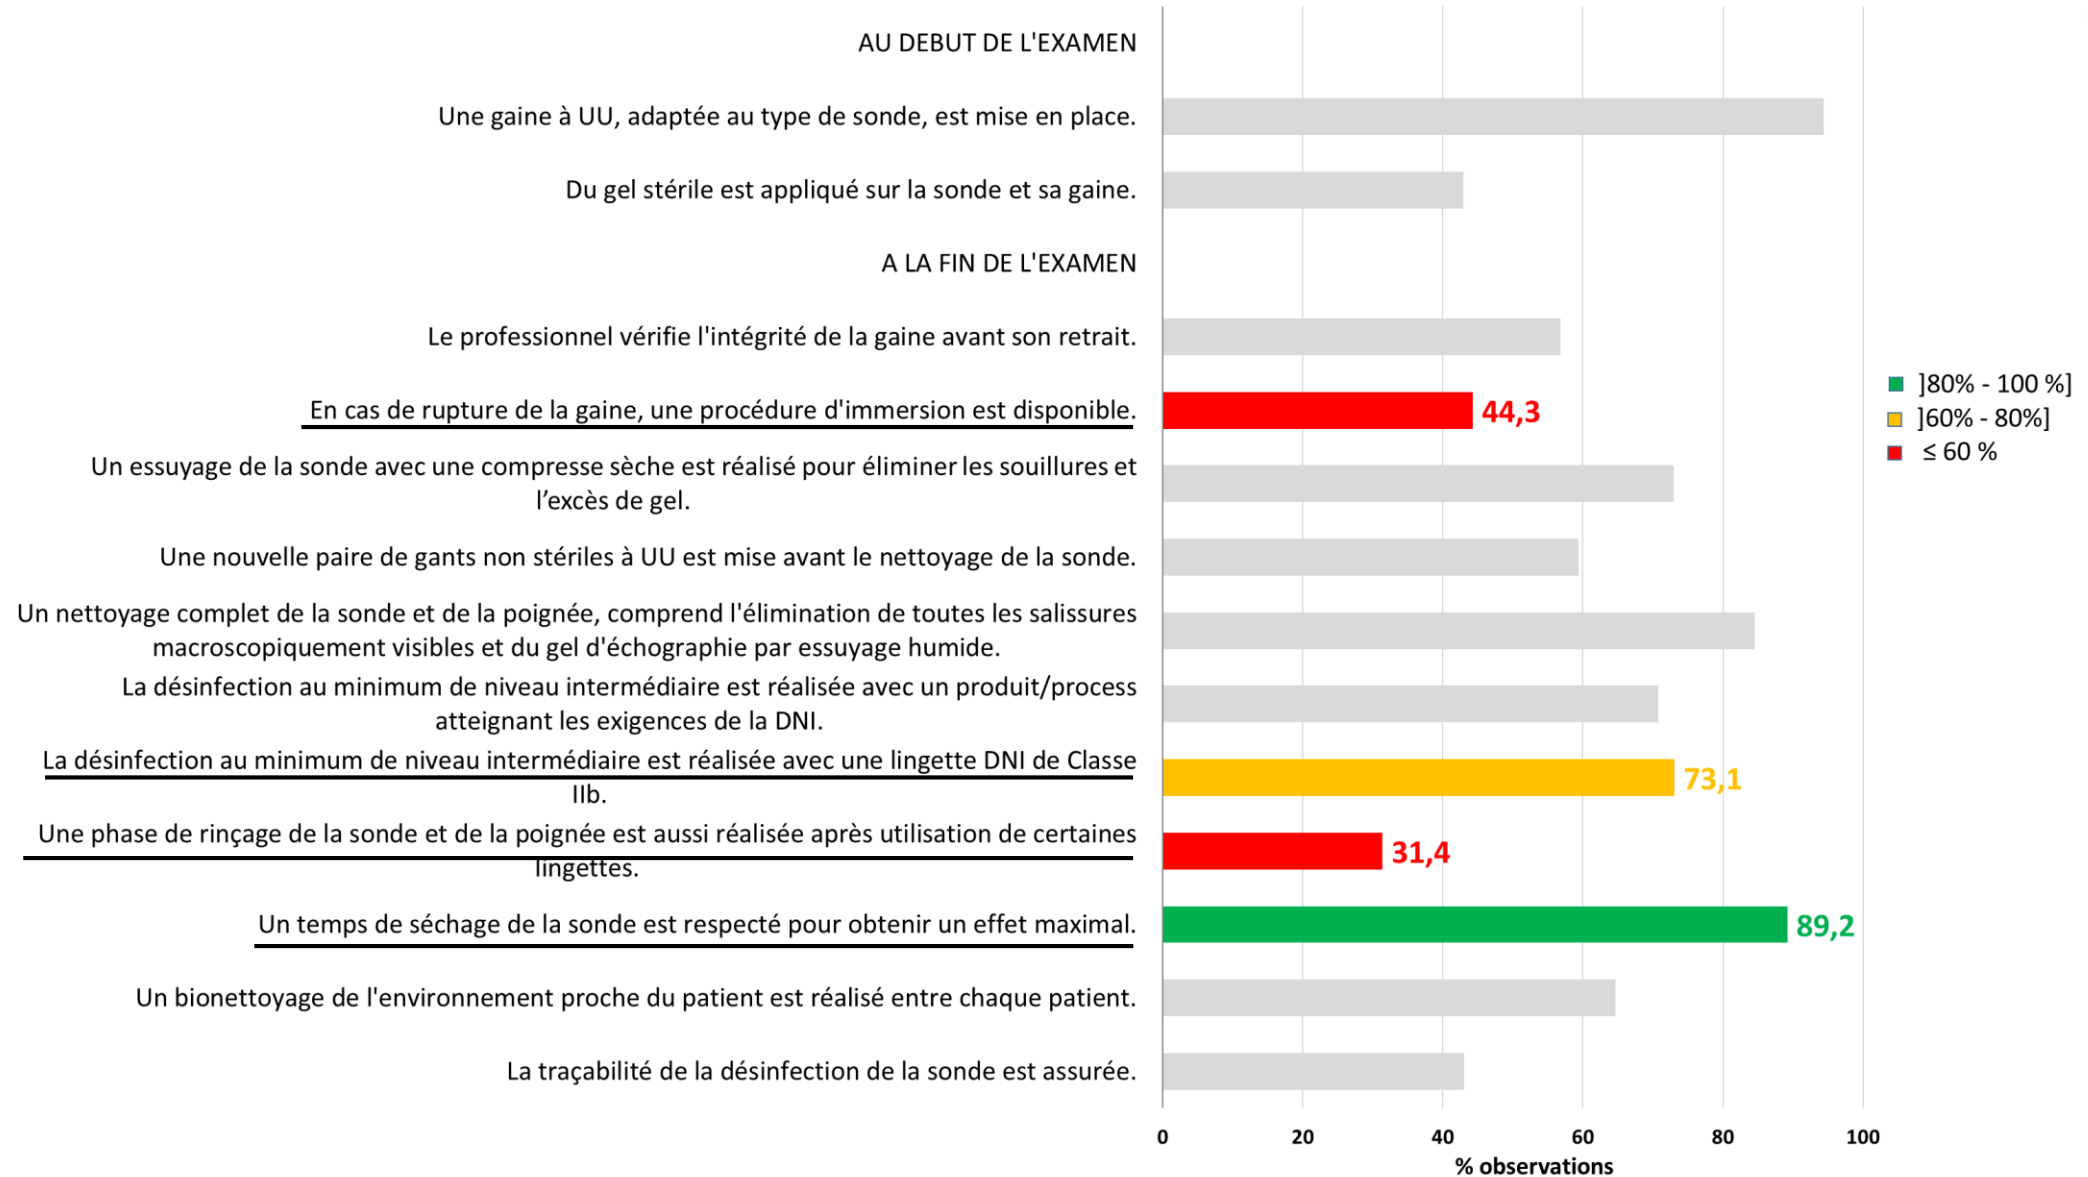 AU DEBUT DE L'EXAMEN
Une gaine à UU, adaptée au type de sonde, est mise en place.
Du gel stérile est appliqué sur la sonde et sa gaine.
A LA FIN DE L'EXAMEN
Le professionnel vérifie l'intégrité de la gaine avant son retrait.
En cas de rupture de la gaine, une procédure d'immersion est disponible.
44,3
Un essuyage de la sonde avec une compresse sèche est réalisé pour éliminer les souillures et
l’excès de gel.
Une nouvelle paire de gants non stériles à UU est mise avant le nettoyage de la sonde.
Un nettoyage complet de la sonde et de la poignée, comprend l'élimination de toutes les salissures
macroscopiquement visibles et du gel d'échographie par essuyage humide.
La désinfection au minimum de niveau intermédiaire est réalisée avec un produit/process
atteignant les exigences de la DNI.
La désinfection au minimum de niveau intermédiaire est réalisée avec une lingette DNI de Classe
IIb.
73,1
Une phase de rinçage de la sonde et de la poignée est aussi réalisée après utilisation de certaines
lingettes.
31,4
Un temps de séchage de la sonde est respecté pour obtenir un effet maximal.
89,2
Un bionettoyage de l'environnement proche du patient est réalisé entre chaque patient.
La traçabilité de la désinfection de la sonde est assurée.
0 20 40 60 80 100
% observations
]80% - 100 %]
]60% - 80%]
≤ 60 %